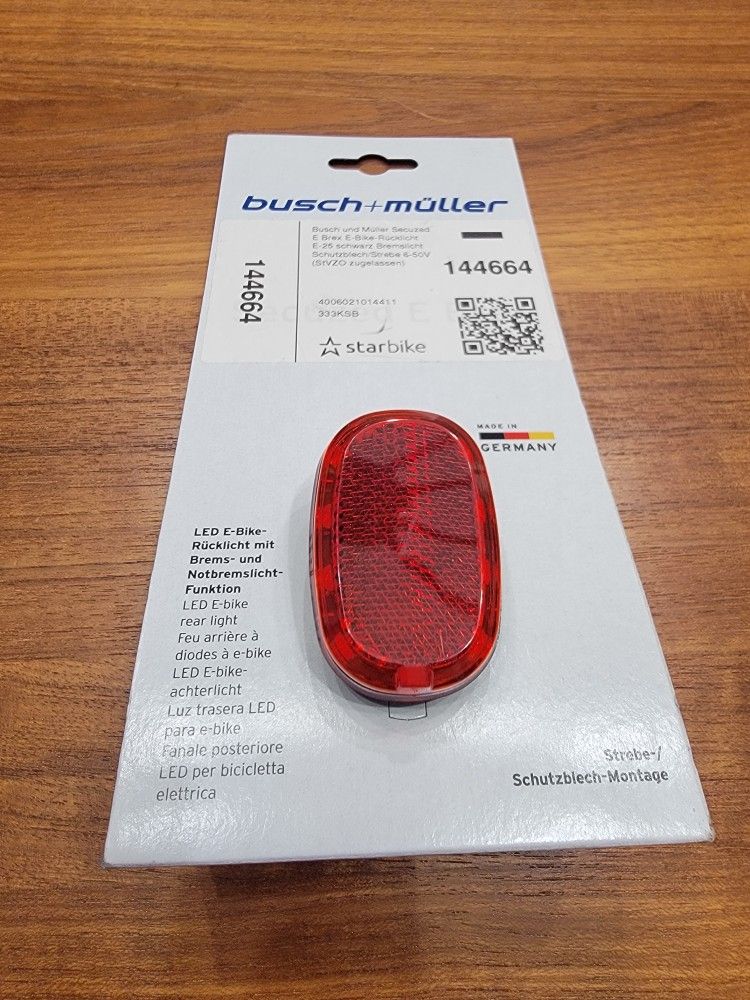 busch+müller
Busch und Müller Secuzed
E Brex E-Bike-Rücklicht
E-25 schwarz Bremslicht
Schutzblech/Strebe 6-50V
(StVZO zugelassen)
144664
144664
4006021014411
333KSB
starbike
MADE IN
GERMANY
LED E-Bike-
Rücklicht mit
Brems- und
Notbremslicht-
Funktion
LED E-bike
rear light
Feu arrière à
diodes à e-bike
LED E-bike-
achterlicht
Luz trasera LED
para e-bike
Fanale posteriore
LED per bicicletta
elettrica
Strebe-/
Schutzblech-Montage